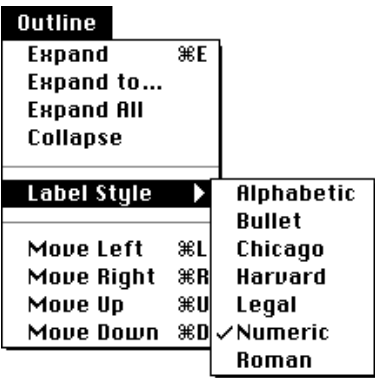 Outline
Expand ⌘E
Expand to...
Expand All
Collapse
Label Style ▶
Alphabetic
Bullet
Move Left ⌘L
Chicago
Move Right ⌘R
Harvard
Move Up ⌘U
Legal
Move Down ⌘D
✓Numeric
Roman